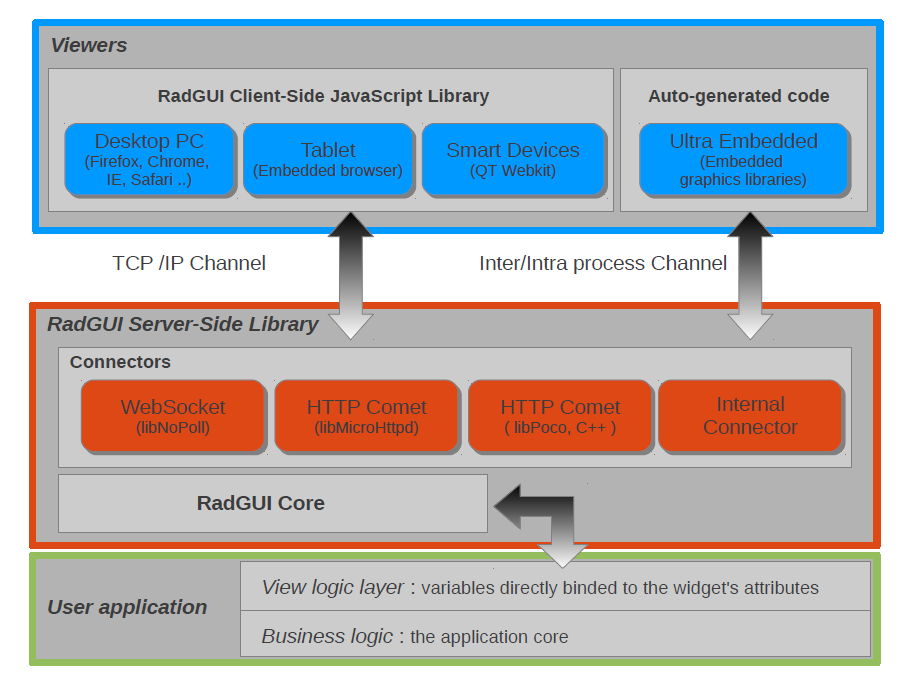 Viewers
RadGUI Client-Side JavaScript Library
Desktop PC
(Firefox, Chrome,
IE, Safari ..)
Tablet
(Embedded browser)
Smart Devices
(QT Webkit)
Auto-generated code
Ultra Embedded
(Embedded
graphics libraries)
TCP /IP Channel
Inter/Intra process Channel
RadGUI Server-Side Library
Connectors
WebSocket
(libNoPoll)
HTTP Comet
(libMicroHttpd)
HTTP Comet
( libPoco, C++ )
Internal
Connector
RadGUI Core
User application
View logic layer : variables directly binded to the widget's attributes
Business logic : the application core